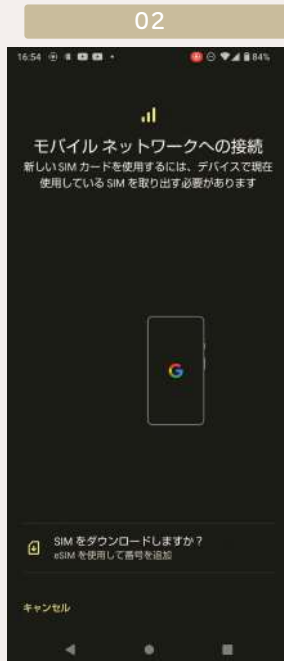 02
16:54
84%
モバイル ネットワークへの接続
新しい SIM カードを使用するには、デバイスで現在
使用している SIM を取り出す必要があります
G
SIM をダウンロードしますか？
eSIM を使用して番号を追加
キャンセル